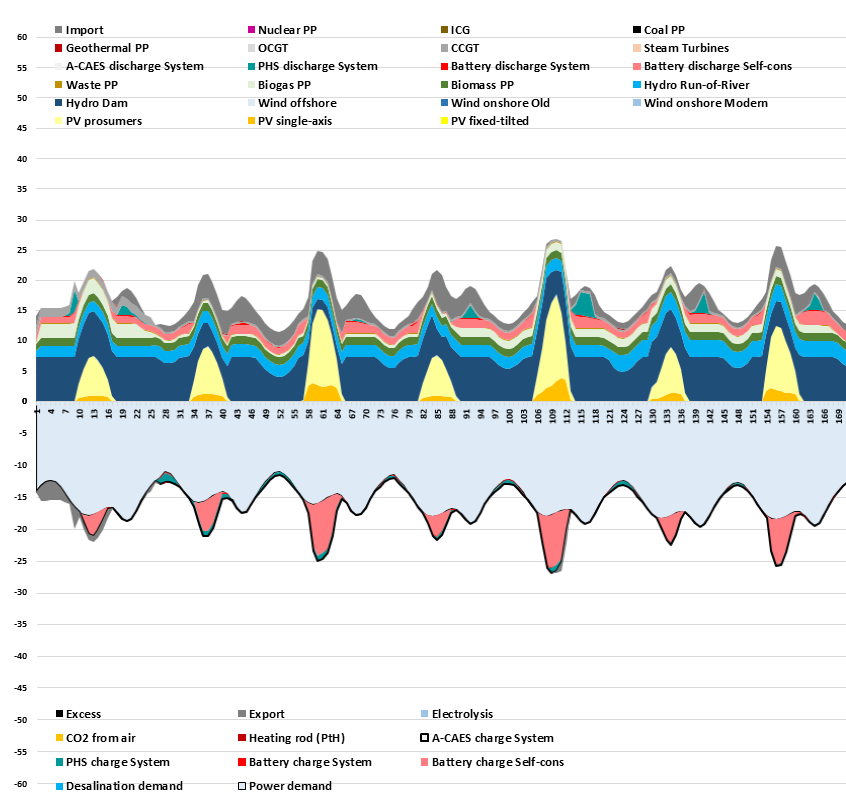 Import Nuclear PP ICG Coal PP
60
Geothermal PP OCGT CCGT Steam Turbines
A-CAES discharge System PHS discharge System Battery discharge System Battery discharge Self-cons
55
Waste PP Biogas PP Biomass PP Hydro Run-of-River
50
Hydro Dam Wind offshore Wind onshore Old Wind onshore Modern
PV prosumers PV single-axis PV fixed-tilted
45
40
35
30
25
20
15
10
5
0
1 4 7 10 13 16 19 22 25 28 31 34 37 40 43 46 49 52 55 58 61 64 67 70 73 76 79 82 85 88 91 94 97 100 103 106 109 112 115 118 121 124 127 130 133 136 139 142 145 148 151 154 157 160 163 166 169
-5
-10
-15
-20
-25
-30
-35
-40
-45
-50
Excess Export Electrolysis
CO2 from air Heating rod (PtH) A-CAES charge System
-55
PHS charge System Battery charge System Battery charge Self-cons
-60
Desalination demand Power demand